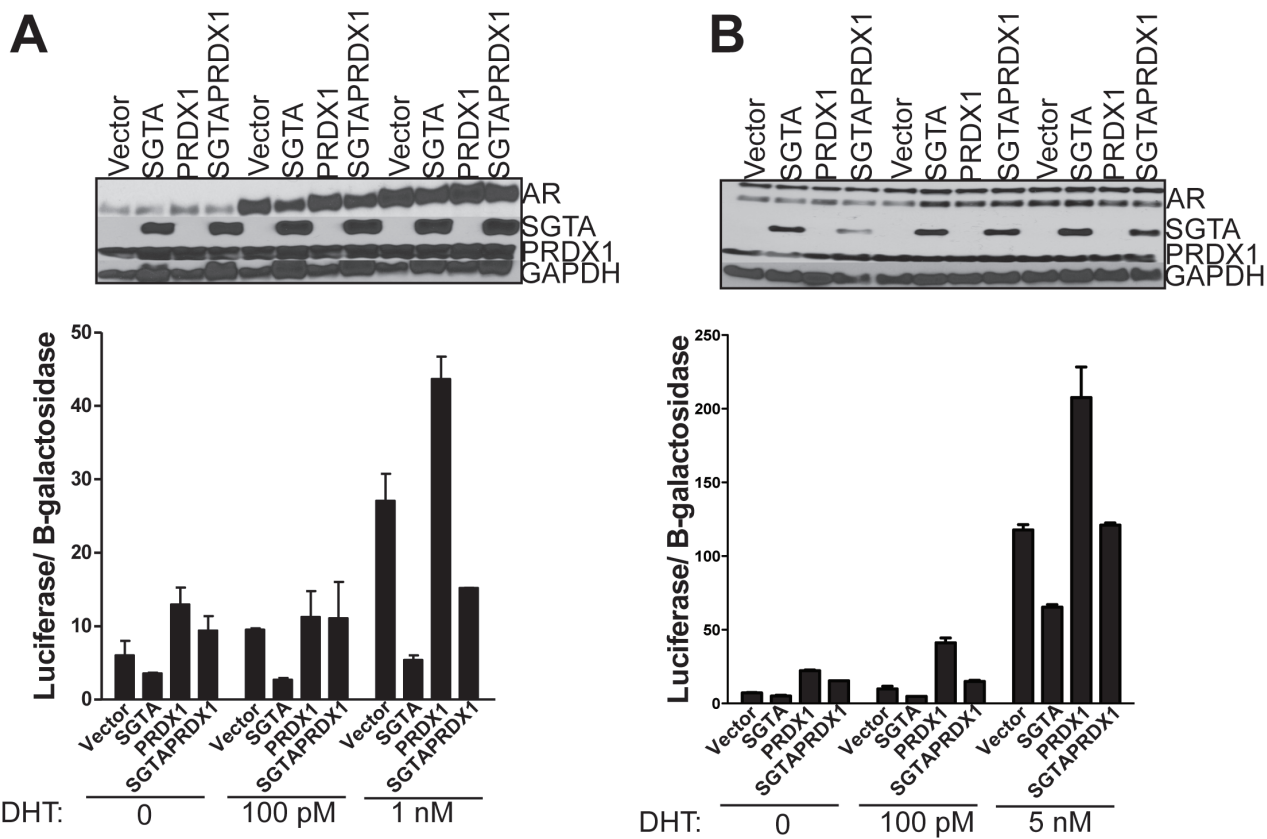 A
Vector
SGTA
PRDX1
SGTAPRDX1
Vector
SGTA
PRDX1
SGTAPRDX1
Vector
SGTA
PRDX1
SGTAPRDX1
AR
SGTA
PRDX1
GAPDH
50
40
30
20
10
0
Luciferase/ B-galactosidase
Vector
SGTA
PRDX1
SGTAPRDX1
Vector
SGTA
PRDX1
SGTAPRDX1
Vector
SGTA
PRDX1
SGTAPRDX1
DHT: 0 100 pM 1 nM
B
Vector
SGTA
PRDX1
SGTAPRDX1
Vector
SGTA
PRDX1
SGTAPRDX1
Vector
SGTA
PRDX1
SGTAPRDX1
AR
SGTA
PRDX1
GAPDH
250
200
150
100
50
0
Luciferase/ B-galactosidase
Vector
SGTA
PRDX1
SGTAPRDX1
Vector
SGTA
PRDX1
SGTAPRDX1
Vector
SGTA
PRDX1
SGTAPRDX1
DHT: 0 100 pM 5 nM